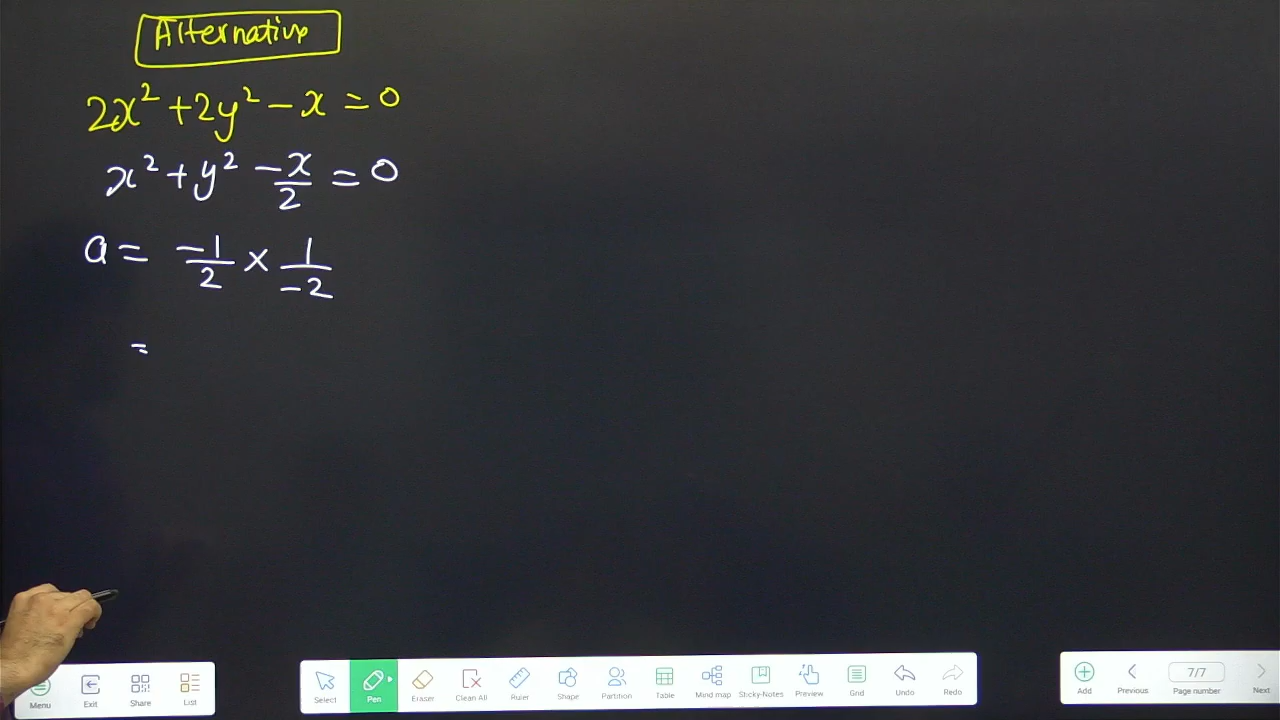 Alternative
2x² + 2y² - x = 0
x² + y² - x/2 = 0
a = -1/2 × 1/-2
=
Menu
Exit
Share
List
Select
Pen
Eraser
Clean All
Ruler
Shape
Partition
Table
Mind map
Sticky-Notes
Preview
Grid
Undo
Redo
Add
Previous
7/7
Page number
Next